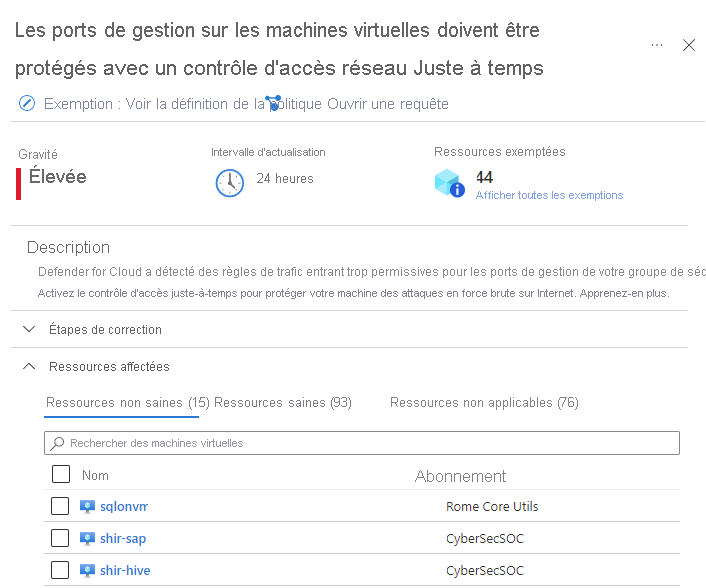 Les ports de gestion sur les machines virtuelles doivent être
protégés avec un contrôle d'accès réseau Juste à temps
Exemption : Voir la définition de la politique Ouvrir une requête
Gravité
Élevée
Intervalle d'actualisation
24 heures
Ressources exemptées
44
Afficher toutes les exemptions
Description
Defender for Cloud a détecté des règles de trafic entrant trop permissives pour les ports de gestion de votre groupe de séc
Activez le contrôle d'accès juste-à-temps pour protéger votre machine des attaques en force brute sur Internet. Apprenez-en plus.
Étapes de correction
Ressources affectées
Ressources non saines (15) Ressources saines (93) Ressources non applicables (76)
Rechercher des machines virtuelles
Nom Abonnement
sqlonvm Rome Core Utils
shir-sap CyberSecSOC
shir-hive CyberSecSOC